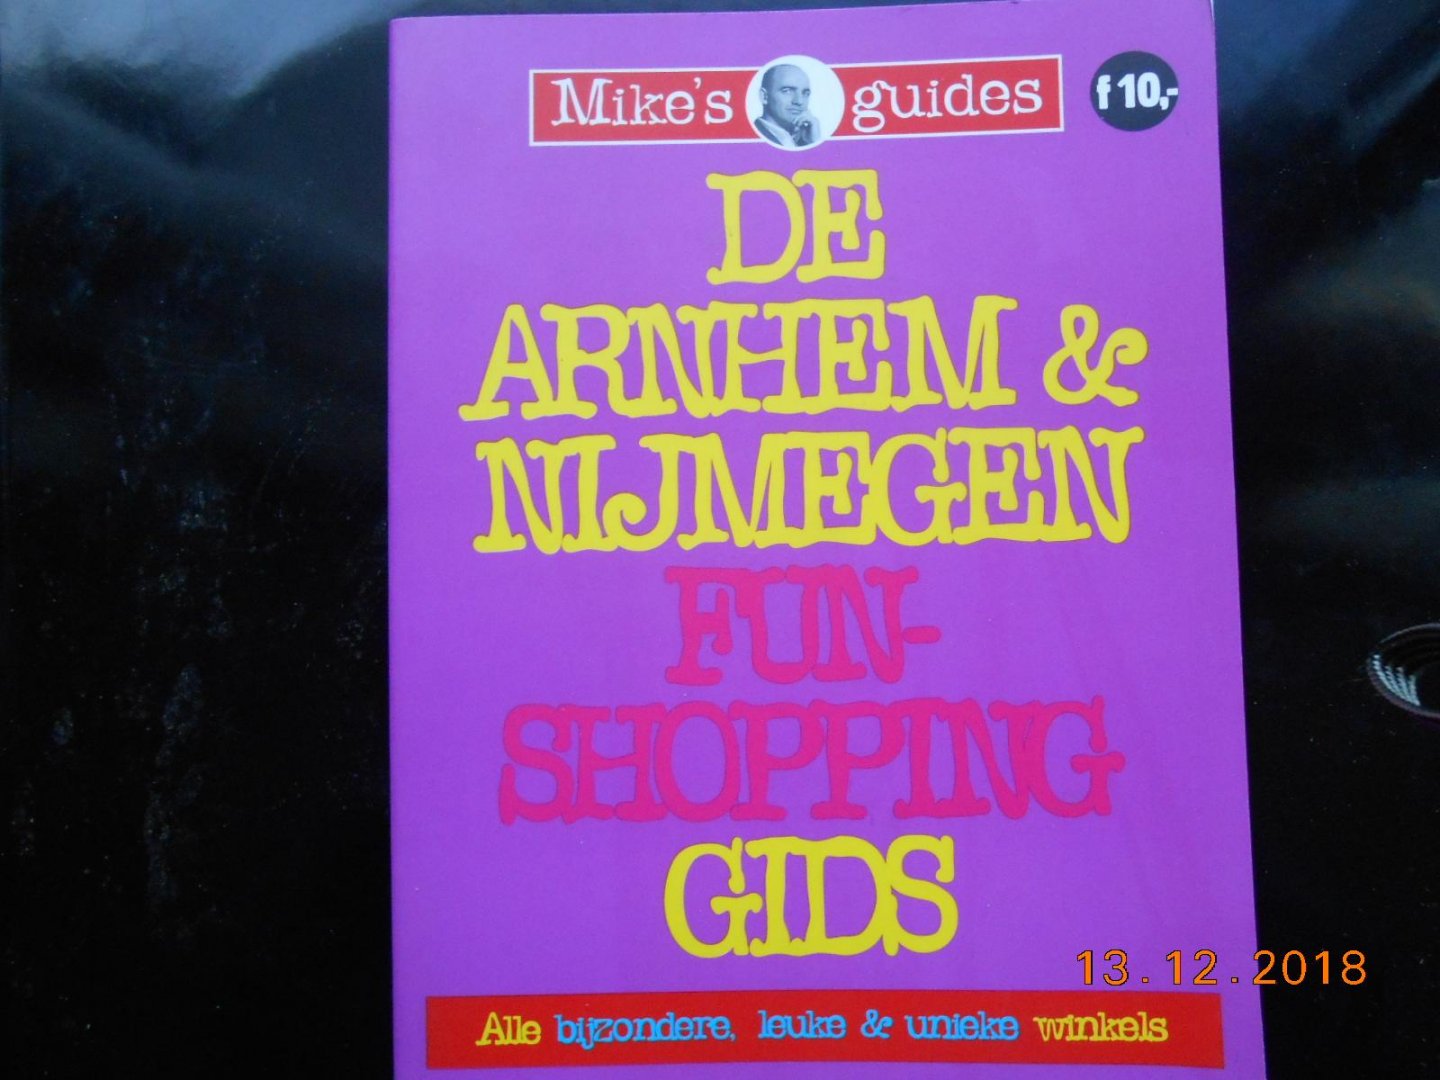 Mike's guides
f 10,-
DE
ARNHEM &
NIJMEGEN
FUN-
SHOPPING
GIDS
13.12.2018
Alle bijzondere, leuke & unieke winkels